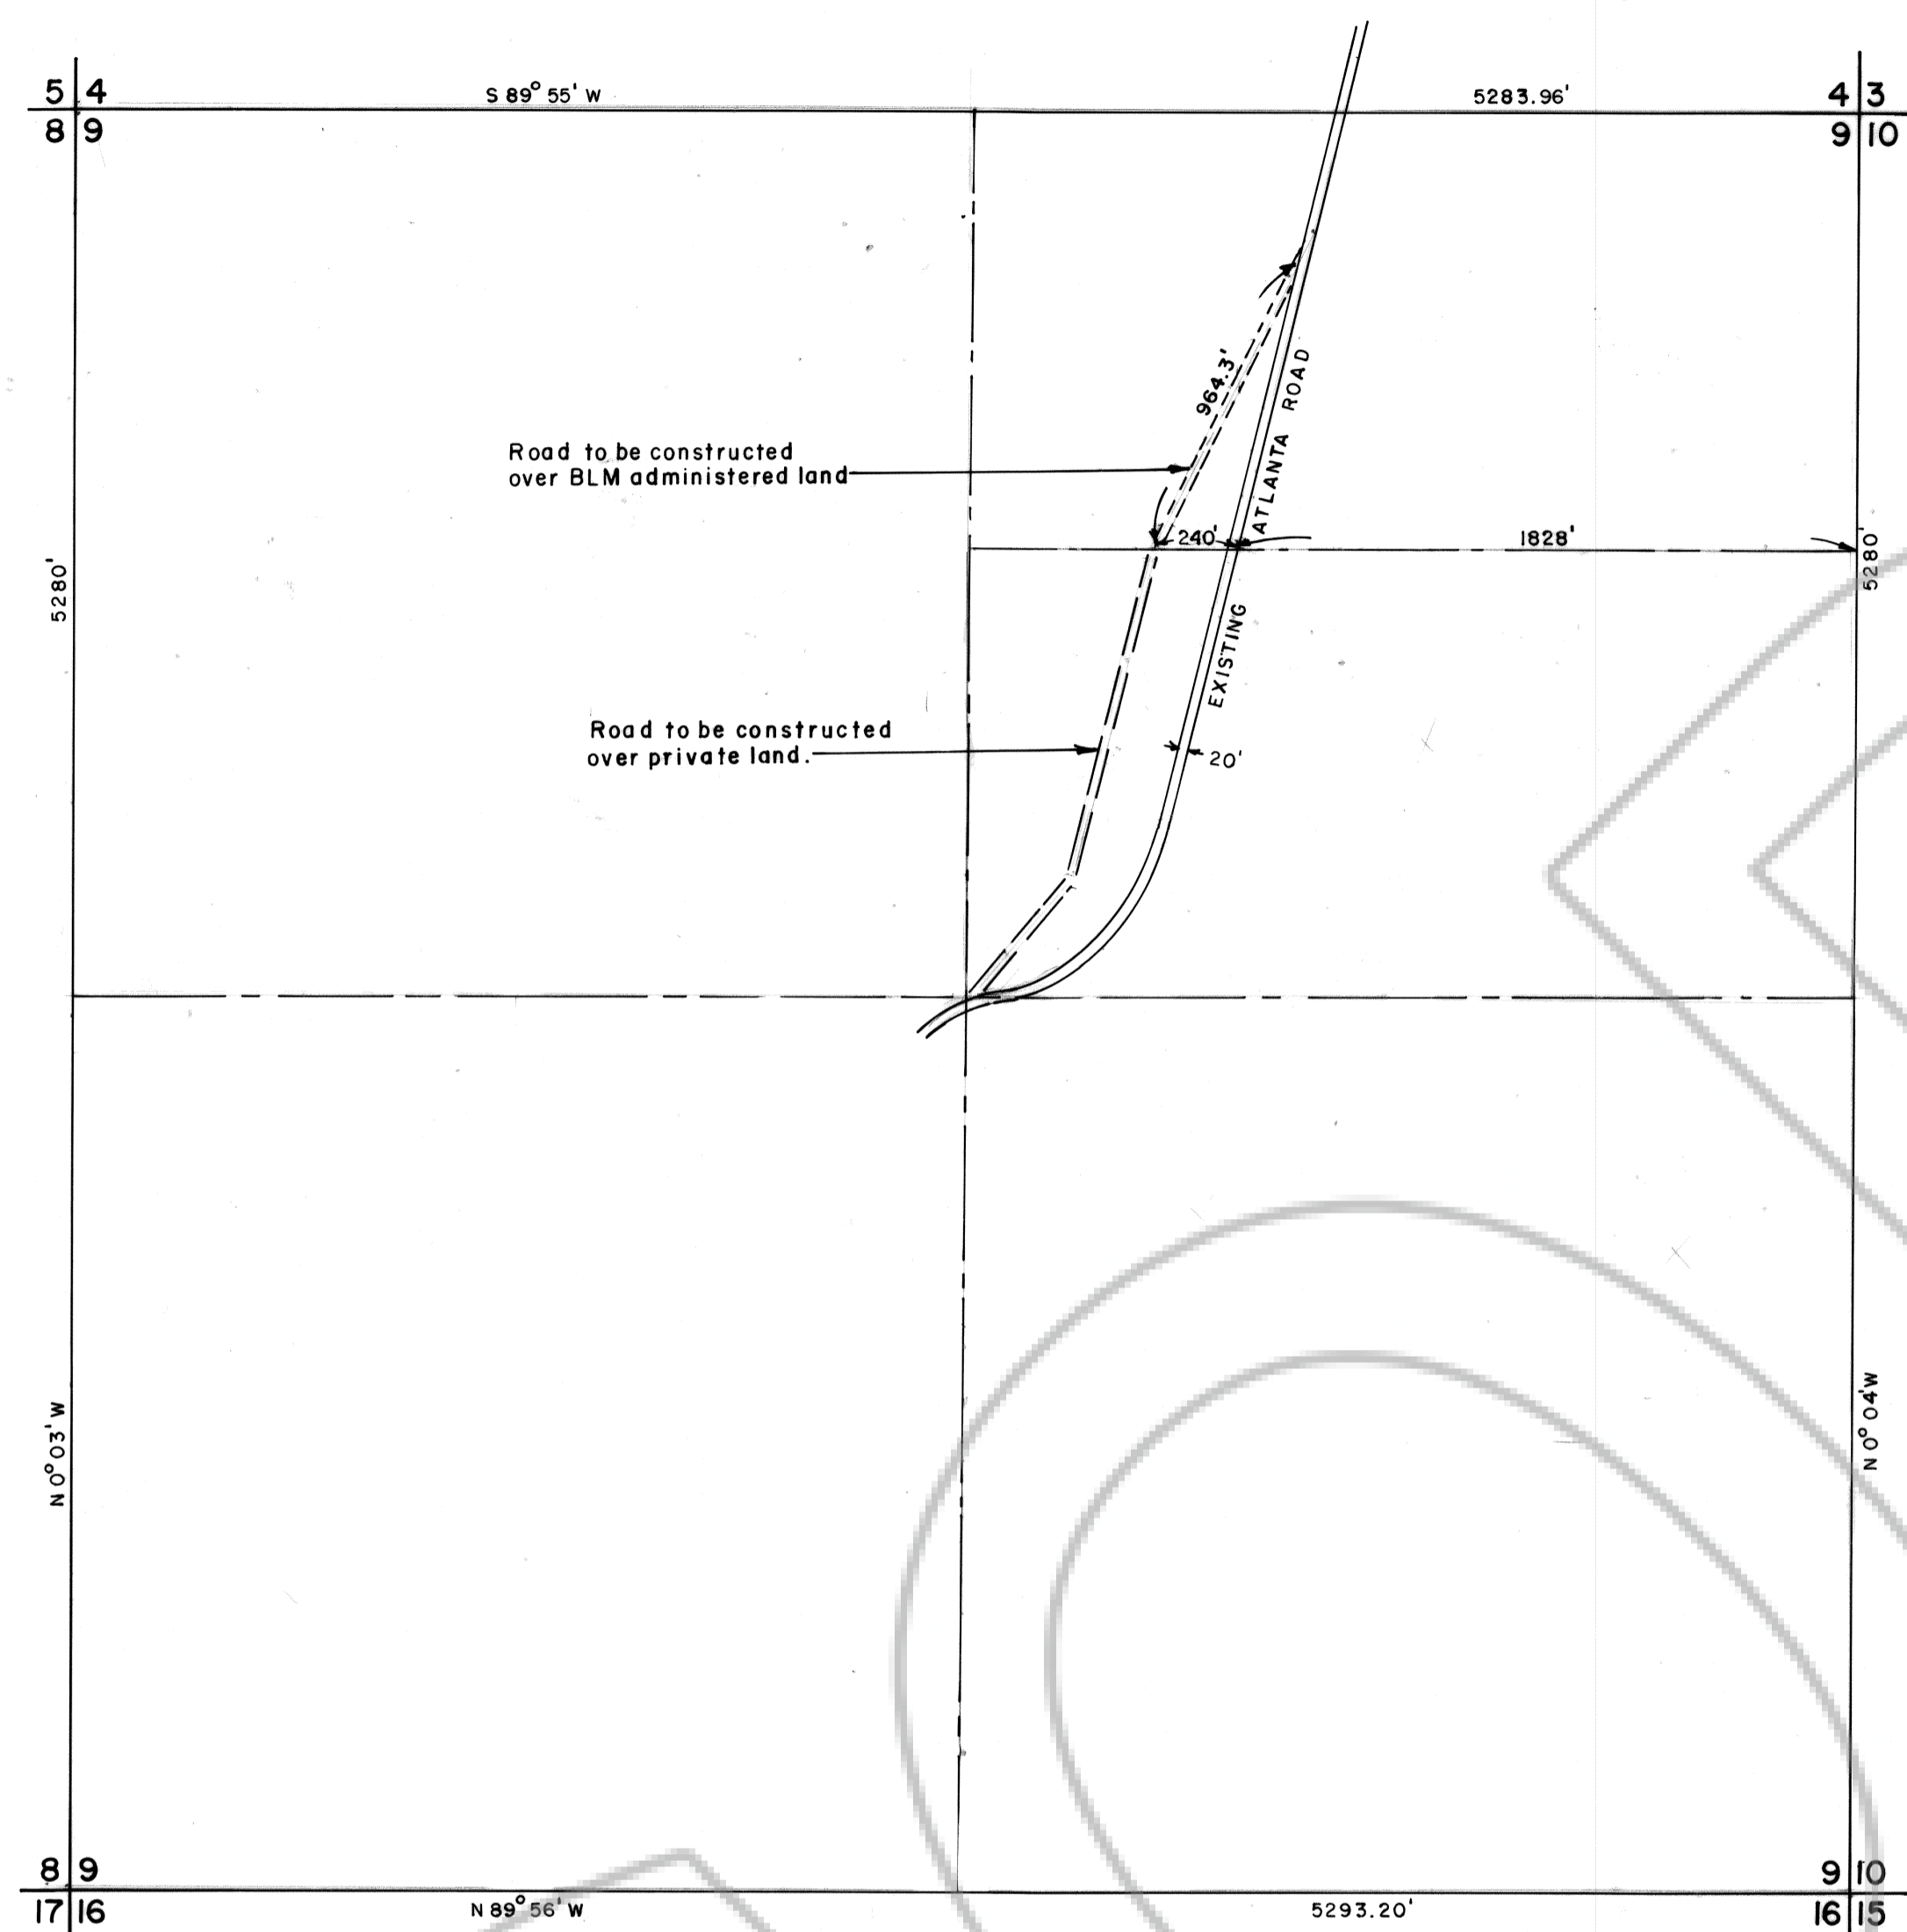 5 4
S 89° 55' W
5283.96'
4 3
8 9
9 10
964.3'
ATLANTA ROAD
Road to be constructed
over BLM administered land
240'
1828'
5280'
5280'
EXISTING
Road to be constructed
over private land.
20'
N 0° 03' W
N 0° 04' W
8 9
9 10
17 16
N 89° 56' W
5293.20'
16 15